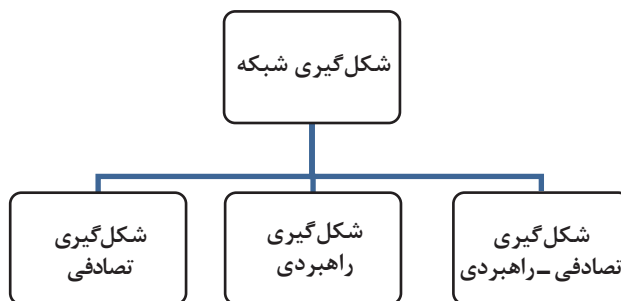 شکل‌گیری شبکه
شکل‌گیری
تصادفی –راهبردی
شکل‌گیری
راهبردی
شکل‌گیری
تصادفی